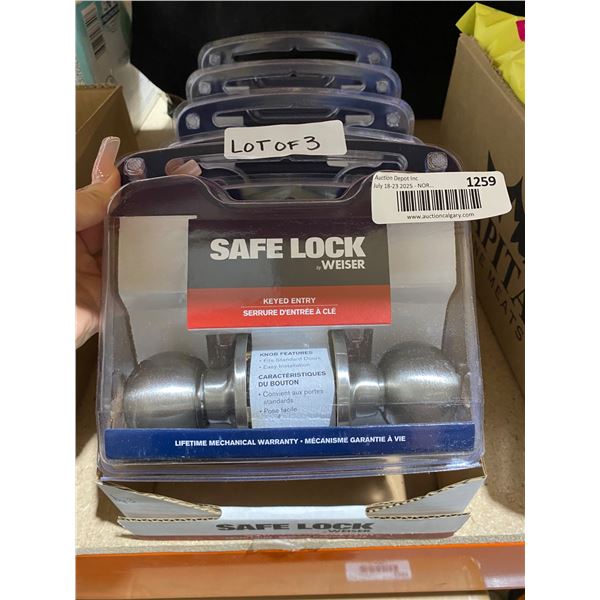 LOT OF 3
Auction Depot Inc
July 18-23 2025 - NOR...
1259
www.auctioncalgary.com
SAFE LOCK
by WEISER
KEYED ENTRY
SERRURE D'ENTRÉE À CLÉ
KNOB FEATURES
• Fits Standard Doors
• Easy Installation
CARACTÉRISTIQUES
DU BOUTON
• Convient aux portes
standards
• Pose facile
LIFETIME MECHANICAL WARRANTY • MÉCANISME GARANTIE À VIE
SAFE LOCK
by WEISER